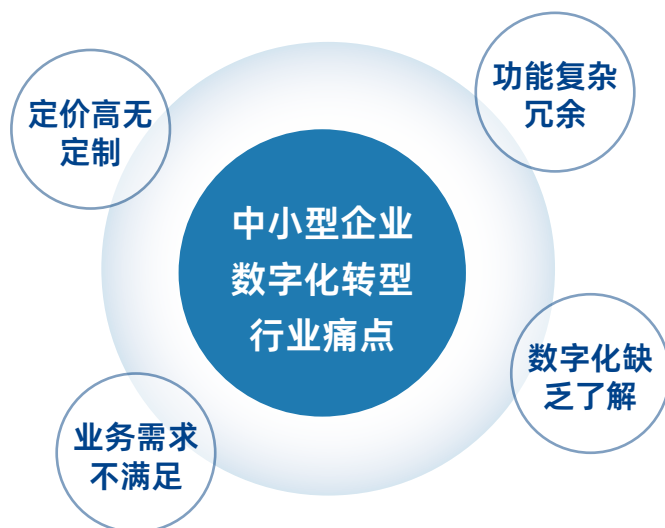 定价高无
定制
功能复杂
冗余
中小型企业
数字化转型
行业痛点
数字化缺
乏了解
业务需求
不满足